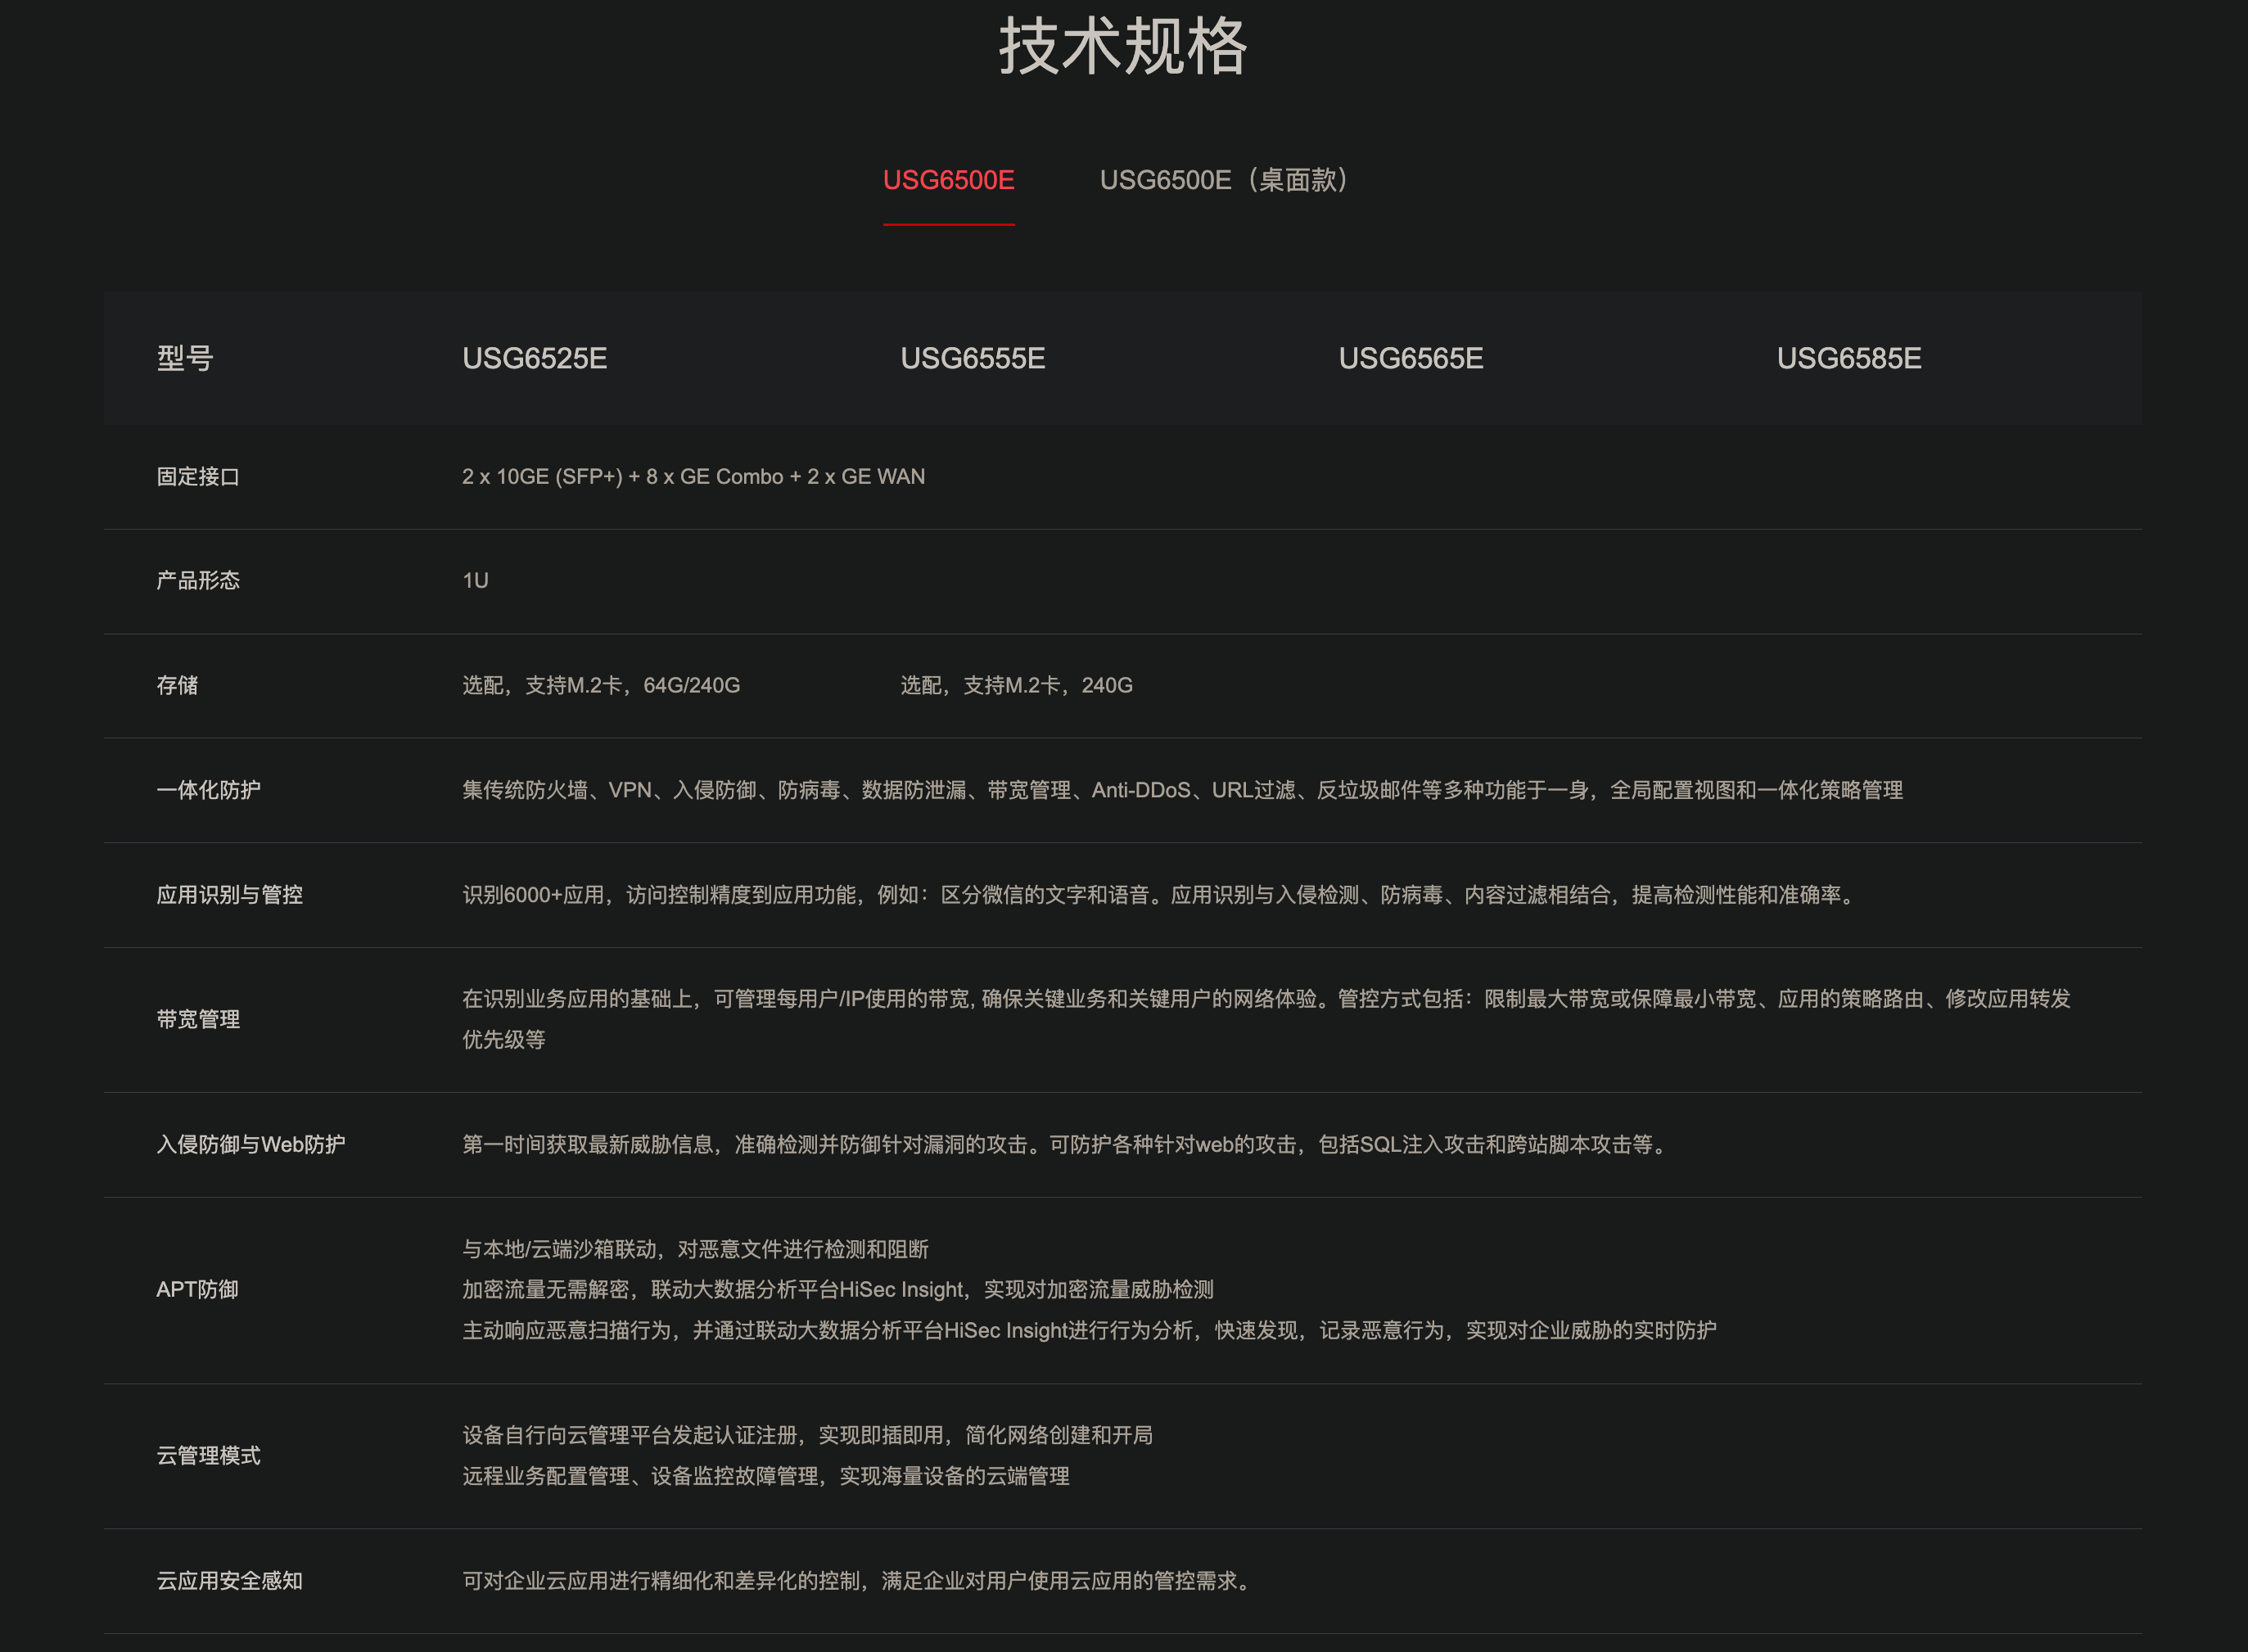 技术规格
USG6500E USG6500E（桌面款）
型号 USG6525E USG6555E USG6565E USG6585E
固定接口 2 x 10GE (SFP+) + 8 x GE Combo + 2 x GE WAN
产品形态 1U
存储 选配，支持M.2卡，64G/240G 选配，支持M.2卡，240G
一体化防护 集传统防火墙、VPN、入侵防御、防病毒、数据防泄漏、带宽管理、Anti-DDoS、URL过滤、反垃圾邮件等多种功能于一身，全局配置视图和一体化策略管理
应用识别与管控 识别6000+应用，访问控制精度到应用功能，例如：区分微信的文字和语音。应用识别与入侵检测、防病毒、内容过滤相结合，提高检测性能和准确率。
带宽管理 在识别业务应用的基础上，可管理每用户/IP使用的带宽, 确保关键业务和关键用户的网络体验。管控方式包括：限制最大带宽或保障最小带宽、应用的策略路由、修改应用转发
优先级等
入侵防御与Web防护 第一时间获取最新威胁信息，准确检测并防御针对漏洞的攻击。可防护各种针对web的攻击，包括SQL注入攻击和跨站脚本攻击等。
APT防御 与本地/云端沙箱联动，对恶意文件进行检测和阻断
加密流量无需解密，联动大数据分析平台HiSec Insight，实现对加密流量威胁检测
主动响应恶意扫描行为，并通过联动大数据分析平台HiSec Insight进行行为分析，快速发现，记录恶意行为，实现对企业威胁的实时防护
云管理模式 设备自行向云管理平台发起认证注册，实现即插即用，简化网络创建和开局
远程业务配置管理、设备监控故障管理，实现海量设备的云端管理
云应用安全感知 可对企业云应用进行精细化和差异化的控制，满足企业对用户使用云应用的管控需求。